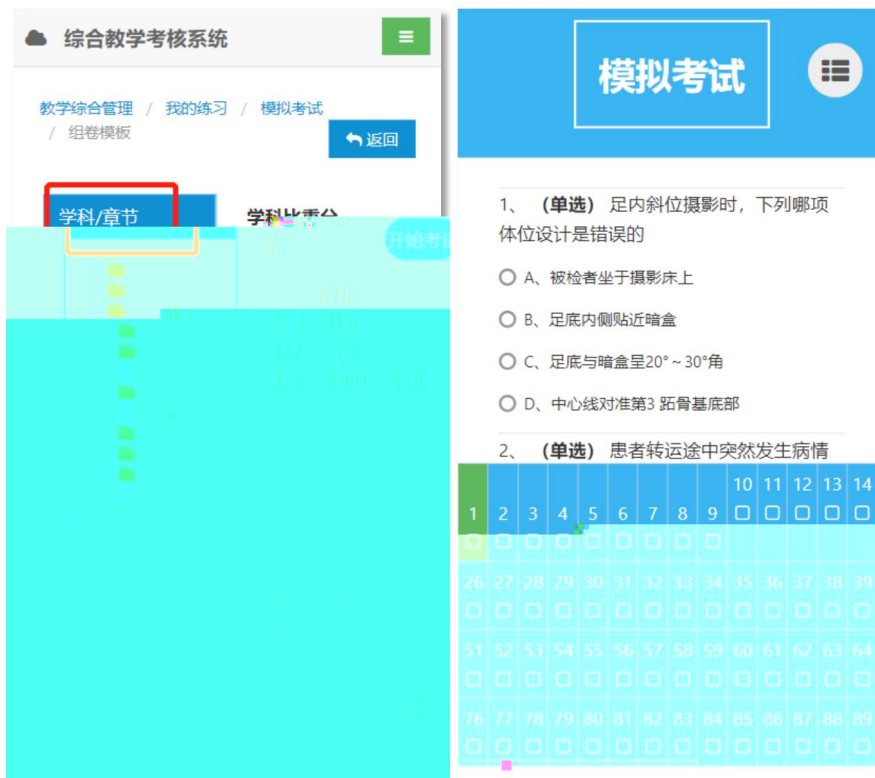 综合教学考核系统
教学综合管理 / 我的练习 / 模拟考试
/ 组卷模板
返回
学科/章节
学科比重分
开始考试
模拟考试
1、 (单选) 足内斜位摄影时，下列哪项
体位设计是错误的
A、被检者坐于摄影床上
B、足底内侧贴近暗盒
C、足底与暗盒呈20°~30°角
D、中心线对准第3 跖骨基底部
2、 (单选) 患者转运途中突然发生病情
10 11 12 13 14
1 2 3 4 5 6 7 8 9
26 27 28 29 30 31 32 33 34 35 36 37 38 39
51 52 53 54 55 56 57 58 59 60 61 62 63 64
76 77 78 79 80 81 82 83 84 85 86 87 88 89